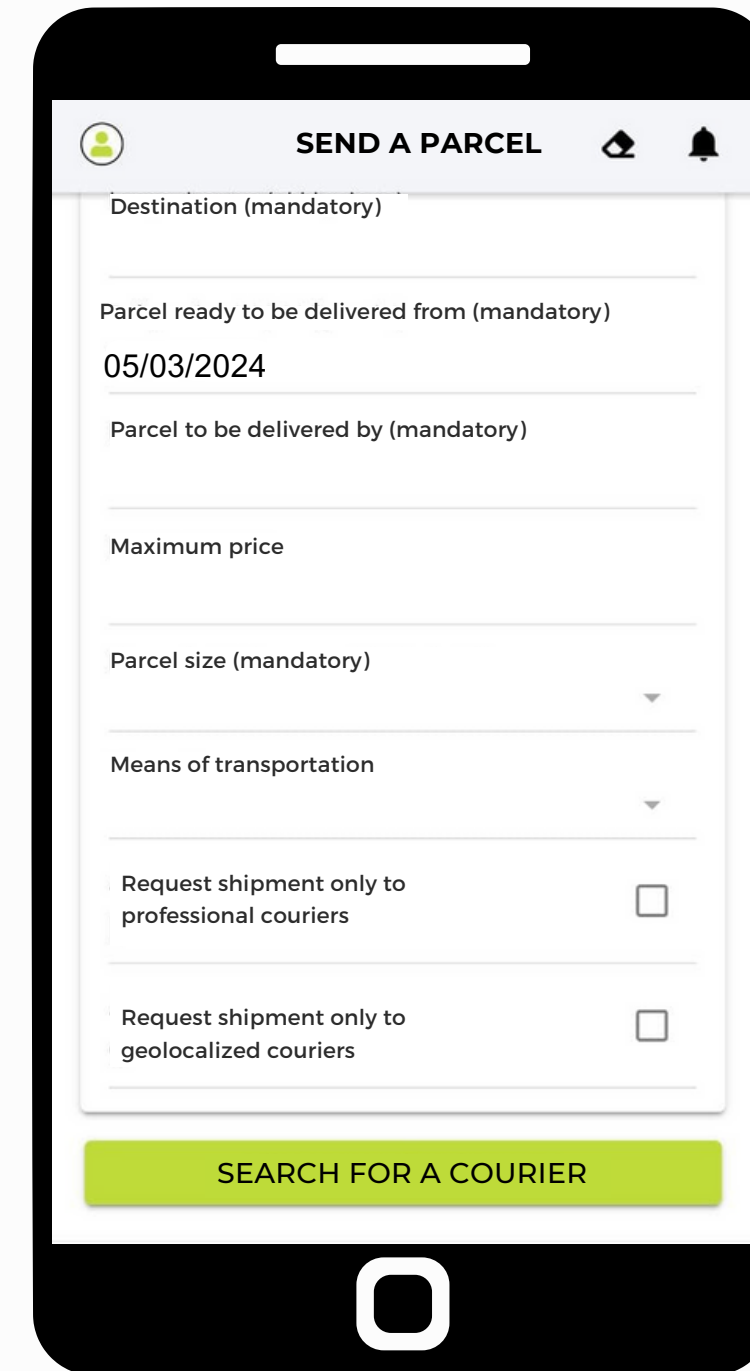 SEND A PARCEL
Destination (mandatory)
Parcel ready to be delivered from (mandatory)
05/03/2024
Parcel to be delivered by (mandatory)
Maximum price
Parcel size (mandatory)
Means of transportation
Request shipment only to
professional couriers
Request shipment only to
geolocalized couriers
SEARCH FOR A COURIER